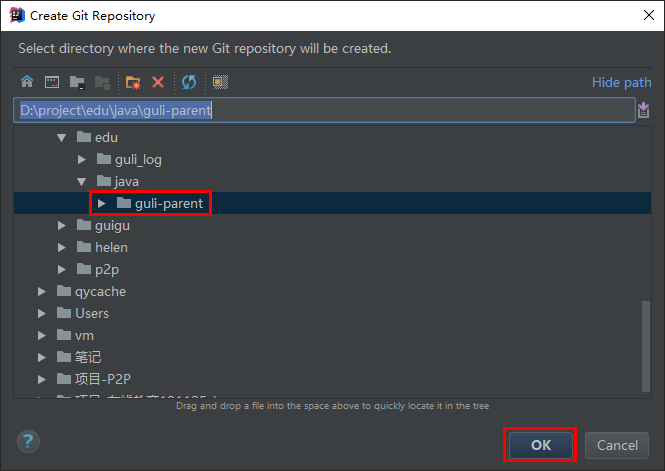 Create Git Repository
Select directory where the new Git repository will be created.
Hide path
D:\project\edu\java\guli-parent
edu
guli_log
java
guli-parent
guigu
helen
p2p
qycache
Users
vm
笔记
项目-P2P
Drag and drop a file into the space above to quickly locate it in the tree
?
OK
Cancel